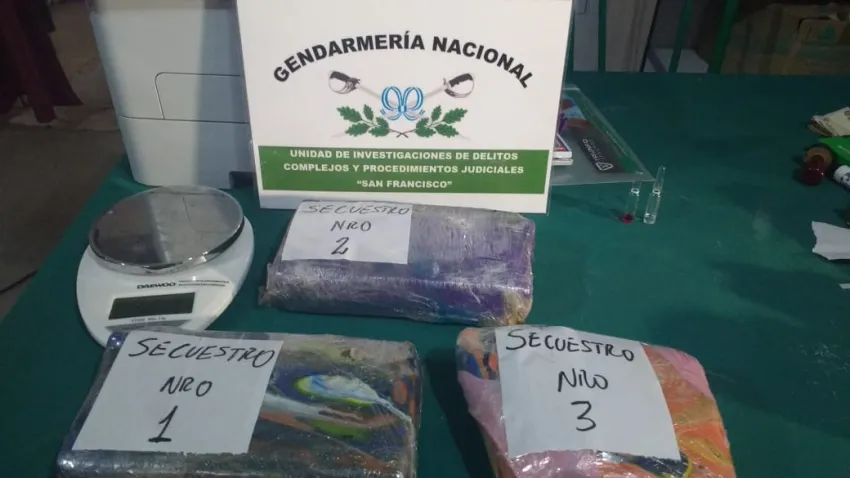 GENDARMERÍA NACIONAL
UNIDAD DE INVESTIGACIONES DE DELITOS
COMPLEJOS Y PROCEDIMIENTOS JUDICIALES
"SAN FRANCISCO"
SECUESTRO
NRO
2
DAEWOO
SECUESTRO
NRO
1
SECUESTRO
NRO
3